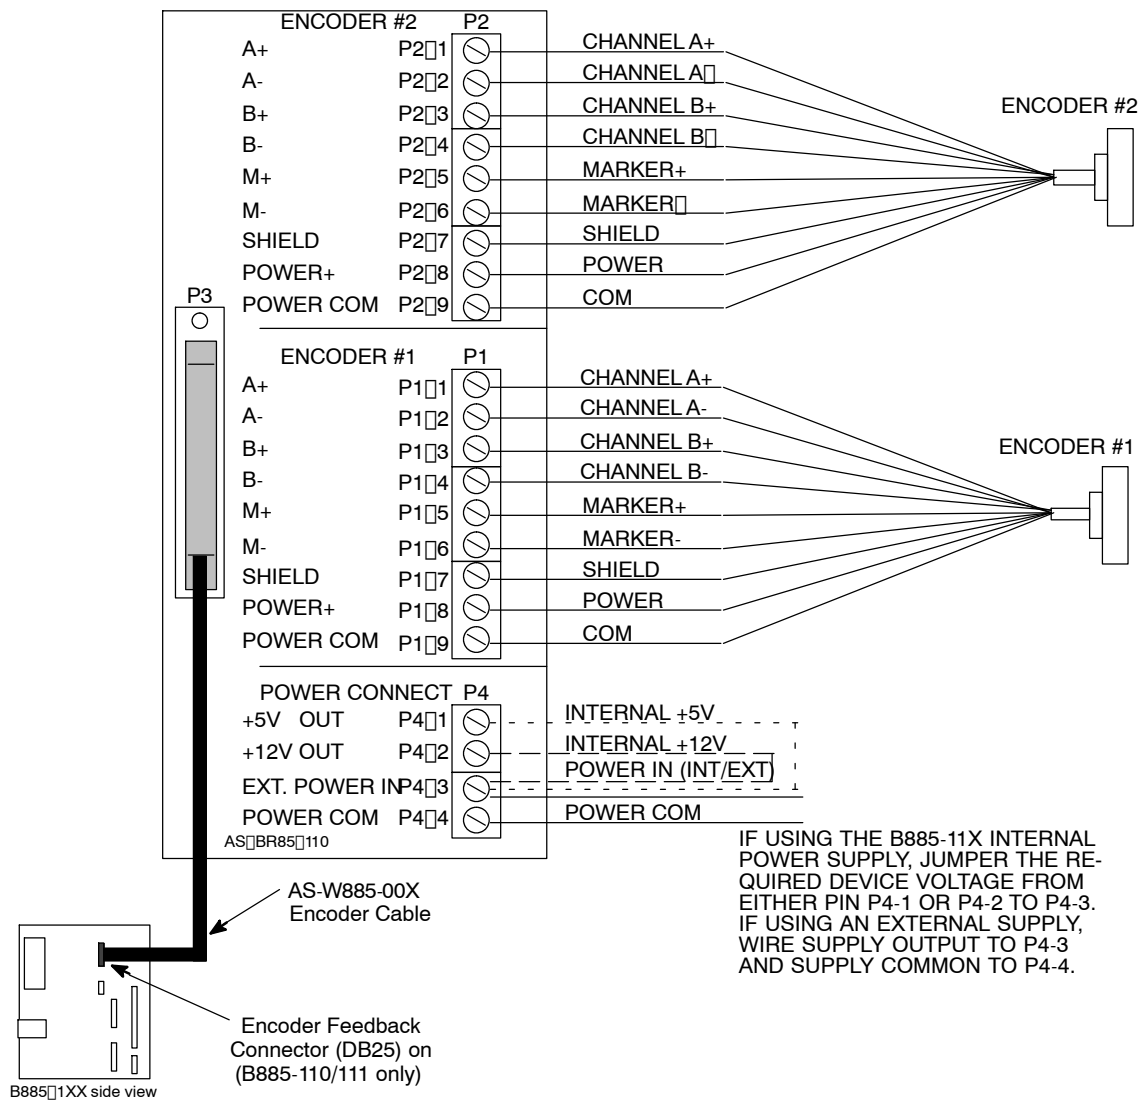 ENCODER #2 P2
A+ P2▯1 CHANNEL A+
A- P2▯2 CHANNEL A▯
B+ P2▯3 CHANNEL B+
B- P2▯4 CHANNEL B▯
M+ P2▯5 MARKER+
M- P2▯6 MARKER▯
SHIELD P2▯7 SHIELD
POWER+ P2▯8 POWER
POWER COM P2▯9 COM
ENCODER #2
P3
ENCODER #1 P1
A+ P1▯1 CHANNEL A+
A- P1▯2 CHANNEL A-
B+ P1▯3 CHANNEL B+
B- P1▯4 CHANNEL B-
M+ P1▯5 MARKER+
M- P1▯6 MARKER-
SHIELD P1▯7 SHIELD
POWER+ P1▯8 POWER
POWER COM P1▯9 COM
ENCODER #1
POWER CONNECT P4
+5V OUT P4▯1 INTERNAL +5V
+12V OUT P4▯2 INTERNAL +12V
EXT. POWER IN P4▯3 POWER IN (INT/EXT)
POWER COM P4▯4 POWER COM
AS▯BR85▯110
IF USING THE B885-11X INTERNAL
POWER SUPPLY, JUMPER THE RE-
QUIRED DEVICE VOLTAGE FROM
EITHER PIN P4-1 OR P4-2 TO P4-3.
IF USING AN EXTERNAL SUPPLY,
WIRE SUPPLY OUTPUT TO P4-3
AND SUPPLY COMMON TO P4-4.
AS-W885-00X
Encoder Cable
Encoder Feedback
Connector (DB25) on
(B885-110/111 only)
B885▯1XX side view